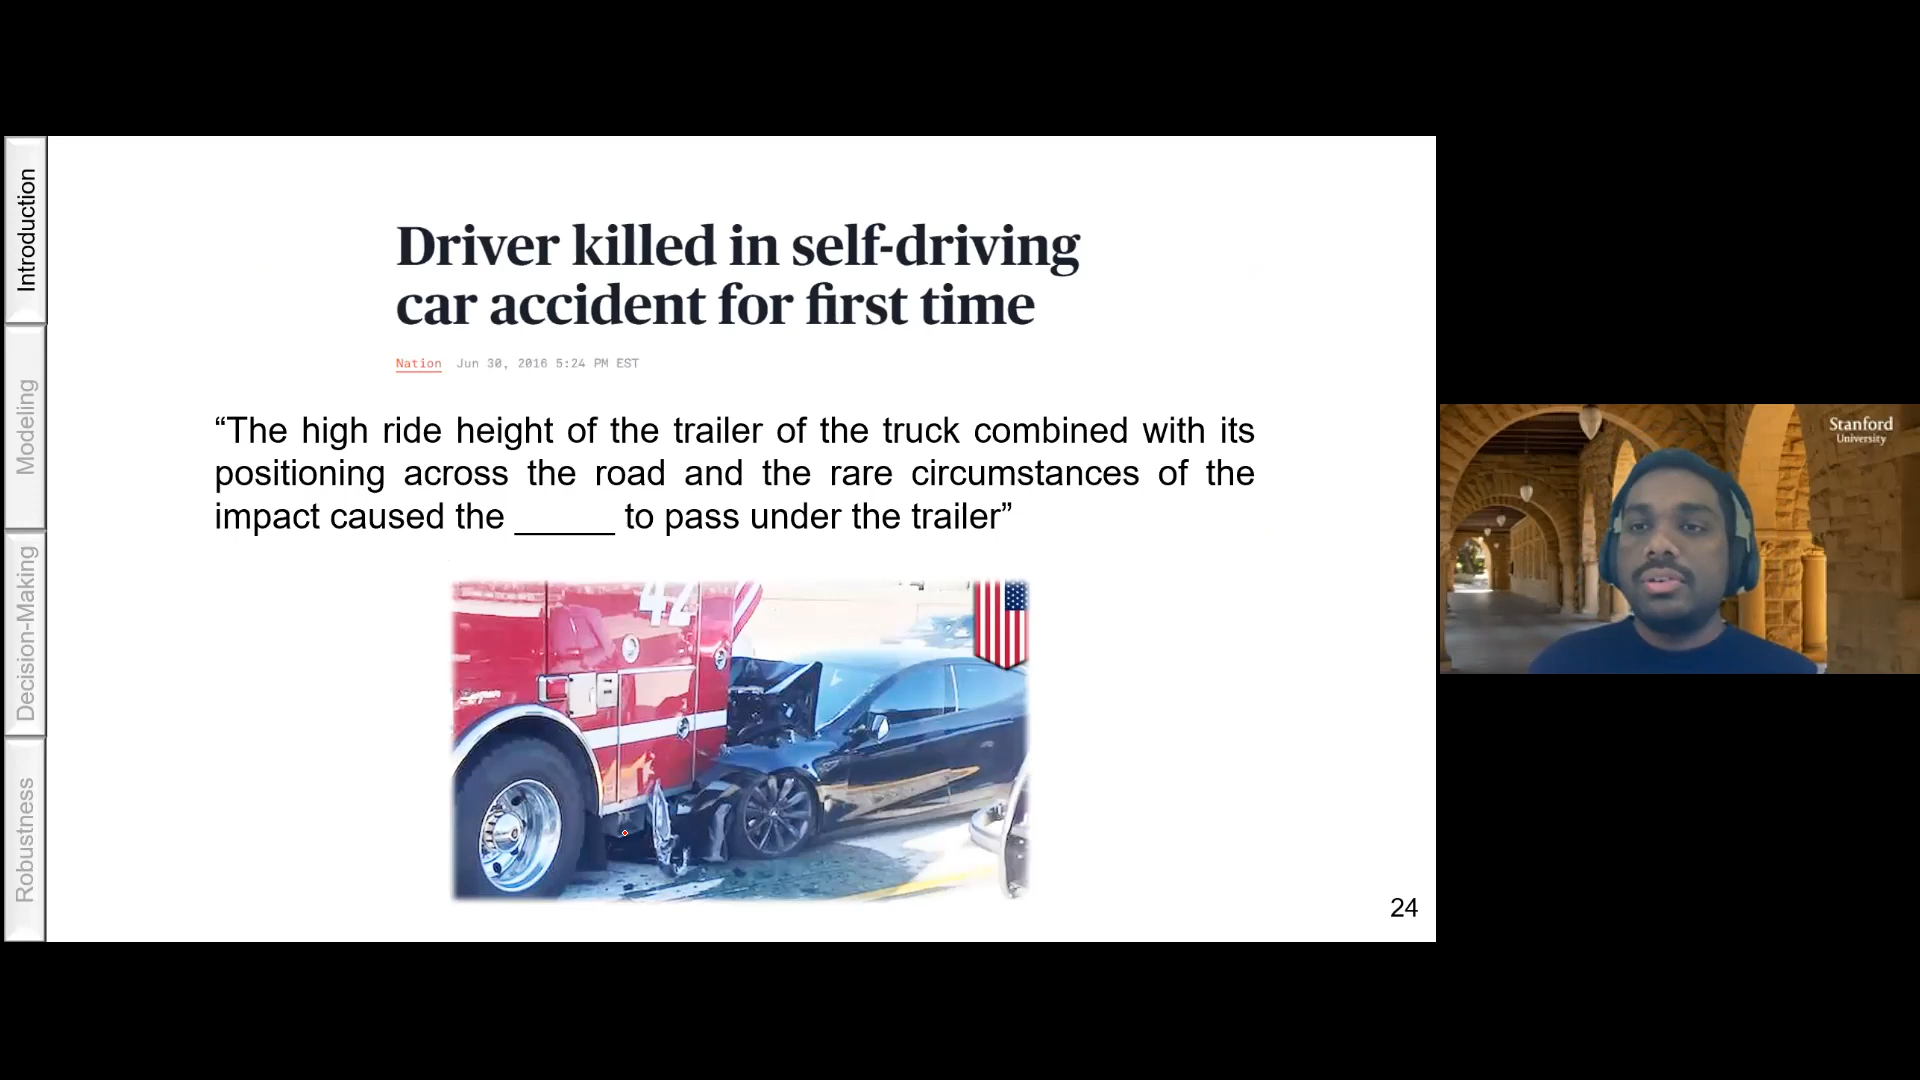 Introduction
Modeling
Decision-Making
Robustness
Driver killed in self-driving
car accident for first time
Nation Jun 30, 2016 5:24 PM EST
“The high ride height of the trailer of the truck combined with its
positioning across the road and the rare circumstances of the
impact caused the _____ to pass under the trailer”
42
24
Stanford
University